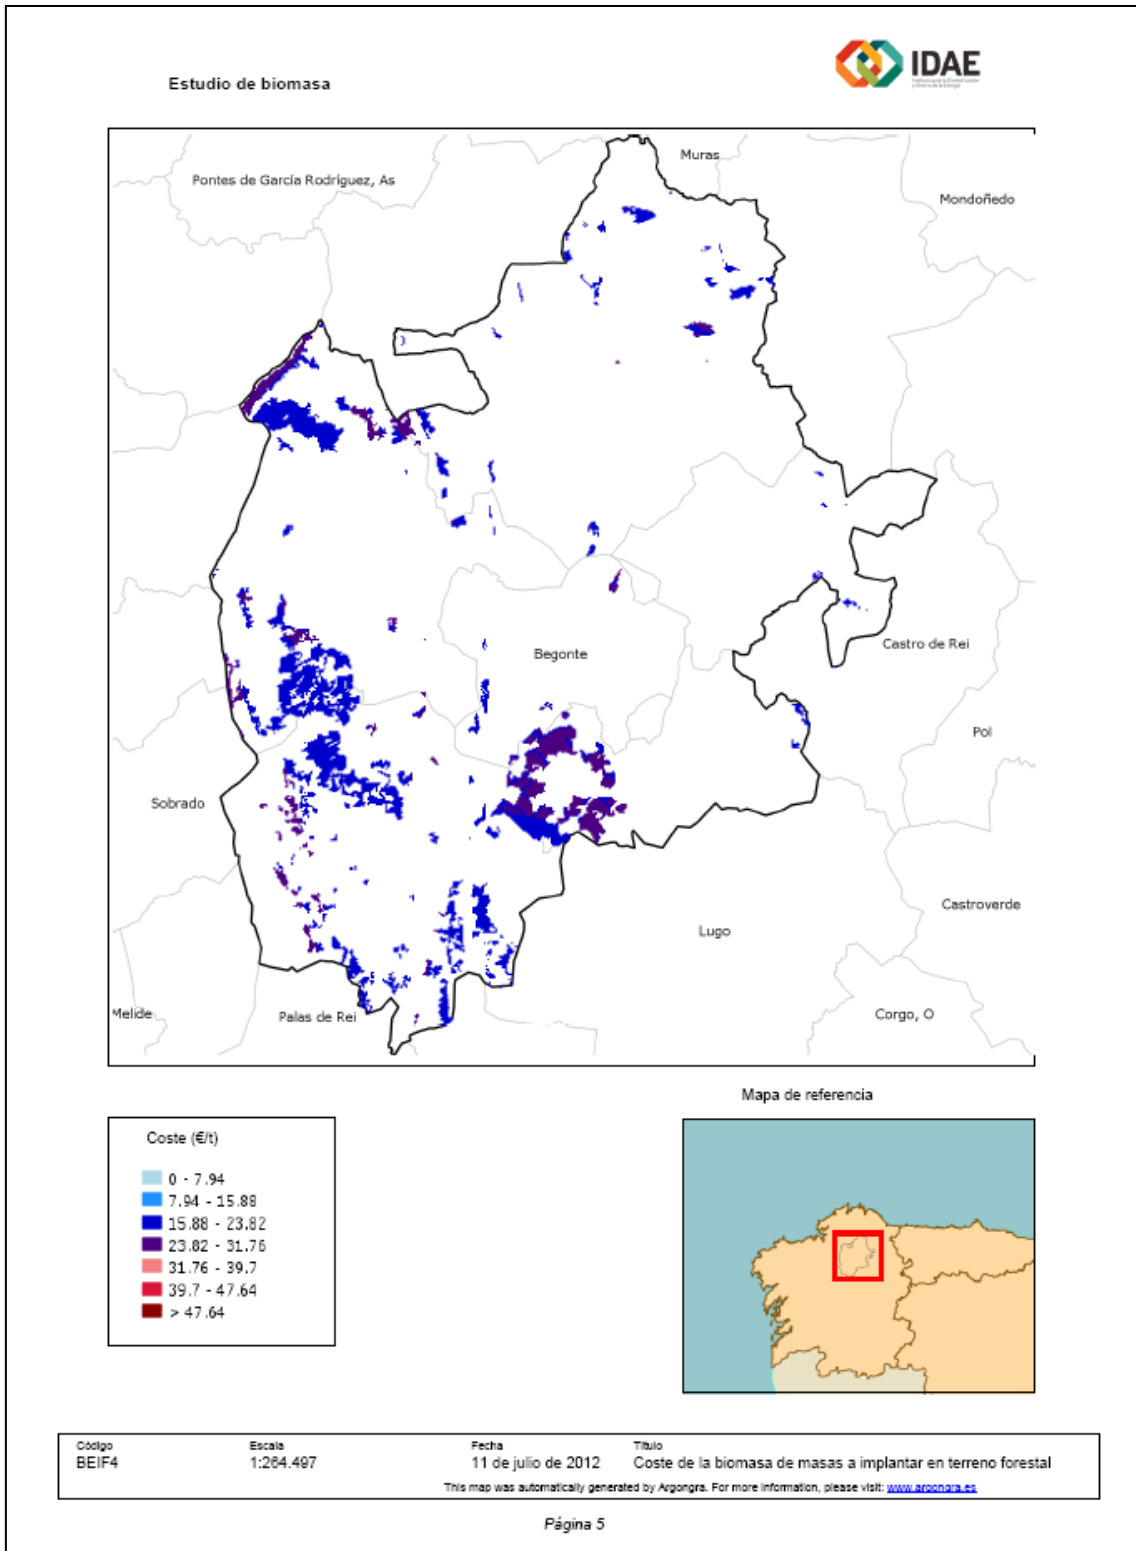 IDAE
Estudio de biomasa
Muras
Pontes de García Rodríguez, As
Mondoñedo
Begonte
Castro de Rei
Pol
Sobrado
Castroverde
Lugo
Melide
Palas de Rei
Corgo, O
Mapa de referencia
Coste (€/t)
0 - 7.94
7.94 - 15.88
15.88 - 23.82
23.82 - 31.76
31.76 - 39.7
39.7 - 47.64
> 47.64
Código
Escala
Fecha
Título
BEIF4
1:264.497
11 de julio de 2012
Coste de la biomasa de masas a implantar en terreno forestal
This map was automatically generated by Argongra. For more information, please visit: www.argongra.es
Página 5